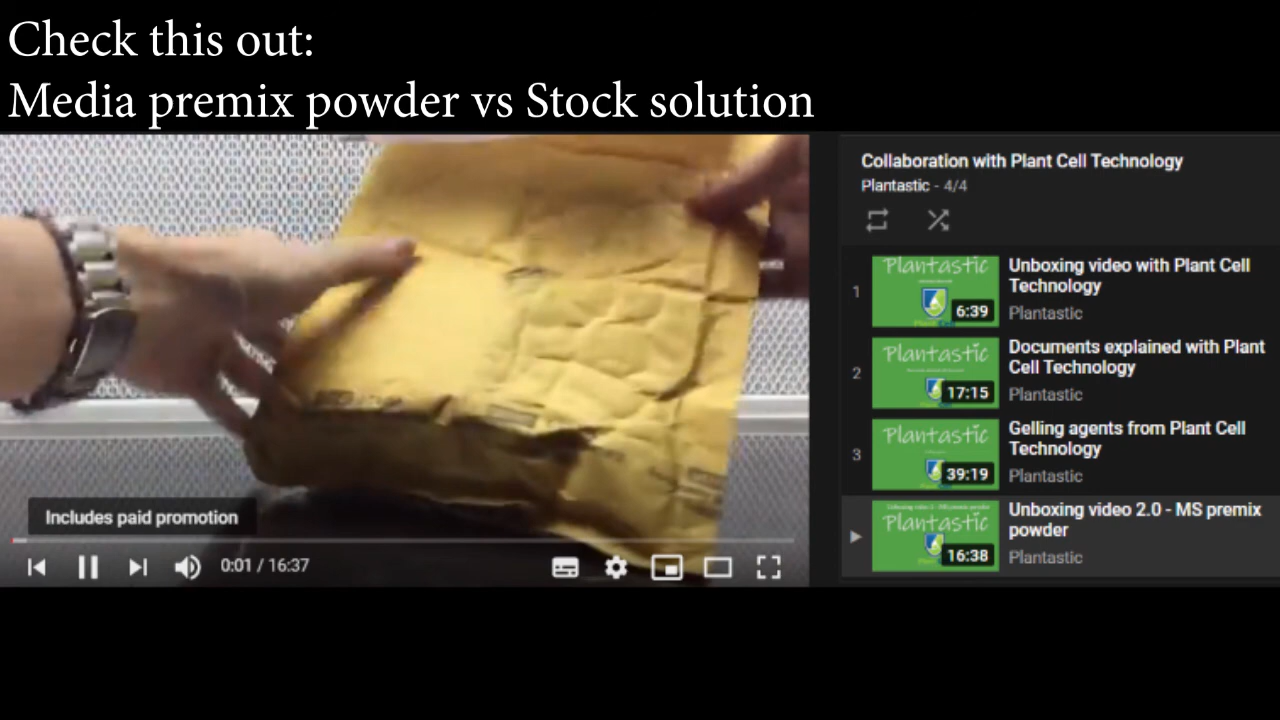 Check this out:
Media premix powder vs Stock solution
Collaboration with Plant Cell Technology
Plantastic - 4/4
1
Plantastic
6:39
Unboxing video with Plant Cell
Technology
Plantastic
2
Plantastic
17:15
Documents explained with Plant
Cell Technology
Plantastic
3
Plantastic
39:19
Gelling agents from Plant Cell
Technology
Plantastic
Plantastic
16:38
Unboxing video 2.0 - MS premix
powder
Plantastic
Includes paid promotion
0:01 / 16:37